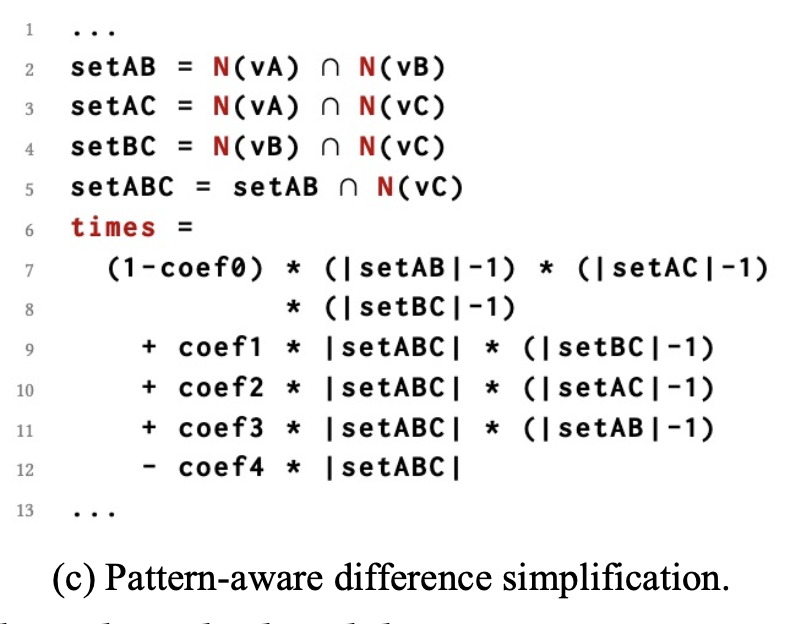 1 ...
2 setAB = N(vA) ∩ N(vB)
3 setAC = N(vA) ∩ N(vC)
4 setBC = N(vB) ∩ N(vC)
5 setABC = setAB ∩ N(vC)
6 times =
7 (1-coef0) * (|setAB|-1) * (|setAC|-1)
8 * (|setBC|-1)
9 + coef1 * |setABC| * (|setBC|-1)
10 + coef2 * |setABC| * (|setAC|-1)
11 + coef3 * |setABC| * (|setAB|-1)
12 - coef4 * |setABC|
13 ...
(c) Pattern-aware difference simplification.